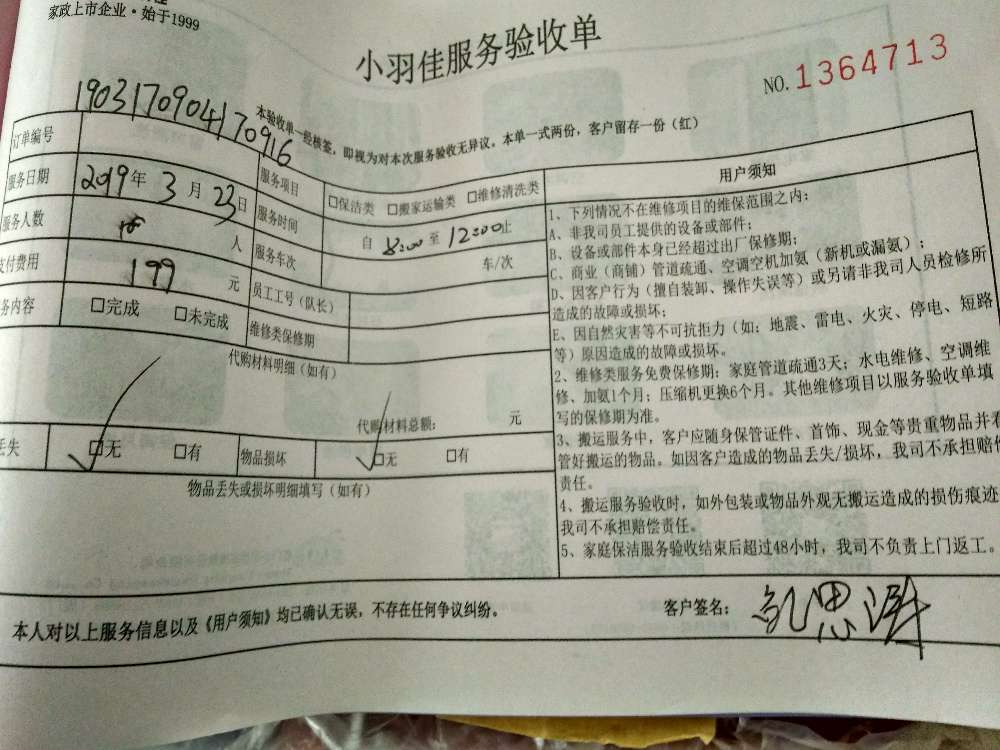 家政上市企业·始于1999
小羽佳服务验收单
NO. 1364713
190317090417 0916
本验收单一经核签，即视为对本次服务验收无异议。本单一式两份，客户留存一份（红）
订单编号
服务项目 □保洁类 □搬家运输类 □维修清洗类
服务日期 2019年3月23日
服务时间 自 8:00 至 12:00止
服务人数 人
服务车次 车/次
支付费用 199 元
员工工号（队长）
务内容 □完成 □未完成
维修类保修期
代购材料明细（如有）
代购材料总额： 元
丢失 □无 □有 物品损坏 □无 □有
物品丢失或损坏明细填写（如有）
用户须知
1、下列情况不在维修项目的维保范围之内：
A、非我司员工提供的设备或部件；
B、设备或部件本身已经超过出厂保修期；
C、商业（商铺）管道疏通、空调空机加氨（新机或漏氨）；
D、因客户行为（擅自装卸、操作失误等）或另请非我司人员检修所
造成的故障或损坏；
E、因自然灾害等不可抗拒力（如：地震、雷电、火灾、停电、短路
等）原因造成的故障或损坏。
2、维修类服务免费保修期：家庭管道疏通3天；水电维修、空调维
修、加氨1个月；压缩机更换6个月。其他维修项目以服务验收单填
写的保修期为准。
3、搬运服务中，客户应随身保管证件、首饰、现金等贵重物品并看
管好搬运的物品。如因客户造成的物品丢失/损坏，我司不承担赔偿
责任。
4、搬运服务验收时，如外包装或物品外观无搬运造成的损伤痕迹
我司不承担赔偿责任。
5、家庭保洁服务验收结束后超过48小时，我司不负责上门返工。
本人对以上服务信息以及《用户须知》均已确认无误，不存在任何争议纠纷。
客户签名：